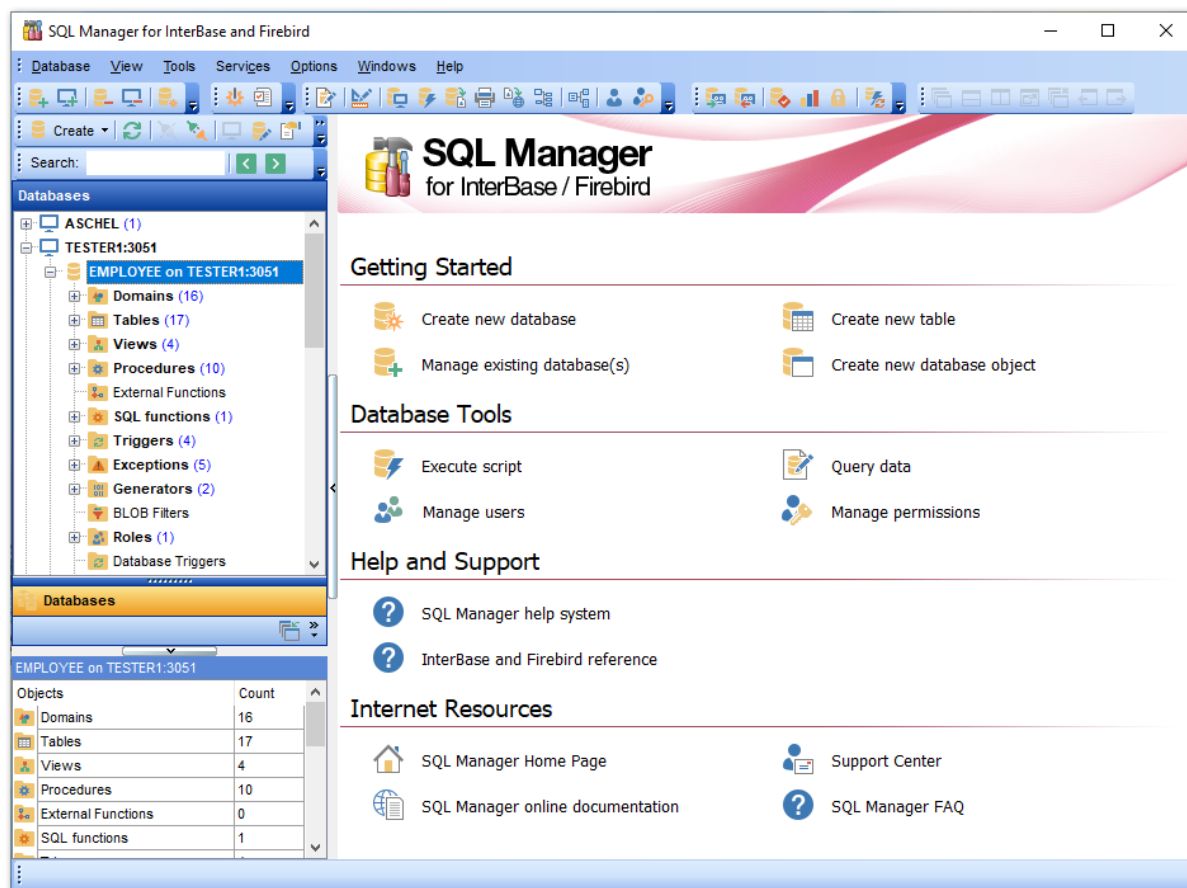 SQL Manager for InterBase and Firebird
Database View Tools Services Options Windows Help
Create
Search:
Databases
ASCHEL (1)
TESTER1:3051
EMPLOYEE on TESTER1:3051
Domains (16)
Tables (17)
Views (4)
Procedures (10)
External Functions
SQL functions (1)
Triggers (4)
Exceptions (5)
Generators (2)
BLOB Filters
Roles (1)
Database Triggers
Databases
EMPLOYEE on TESTER1:3051
Objects Count
Domains 16
Tables 17
Views 4
Procedures 10
External Functions 0
SQL functions 1
SQL Manager
for InterBase / Firebird
Getting Started
Create new database Create new table
Manage existing database(s) Create new database object
Database Tools
Execute script Query data
Manage users Manage permissions
Help and Support
SQL Manager help system
InterBase and Firebird reference
Internet Resources
SQL Manager Home Page Support Center
SQL Manager online documentation SQL Manager FAQ